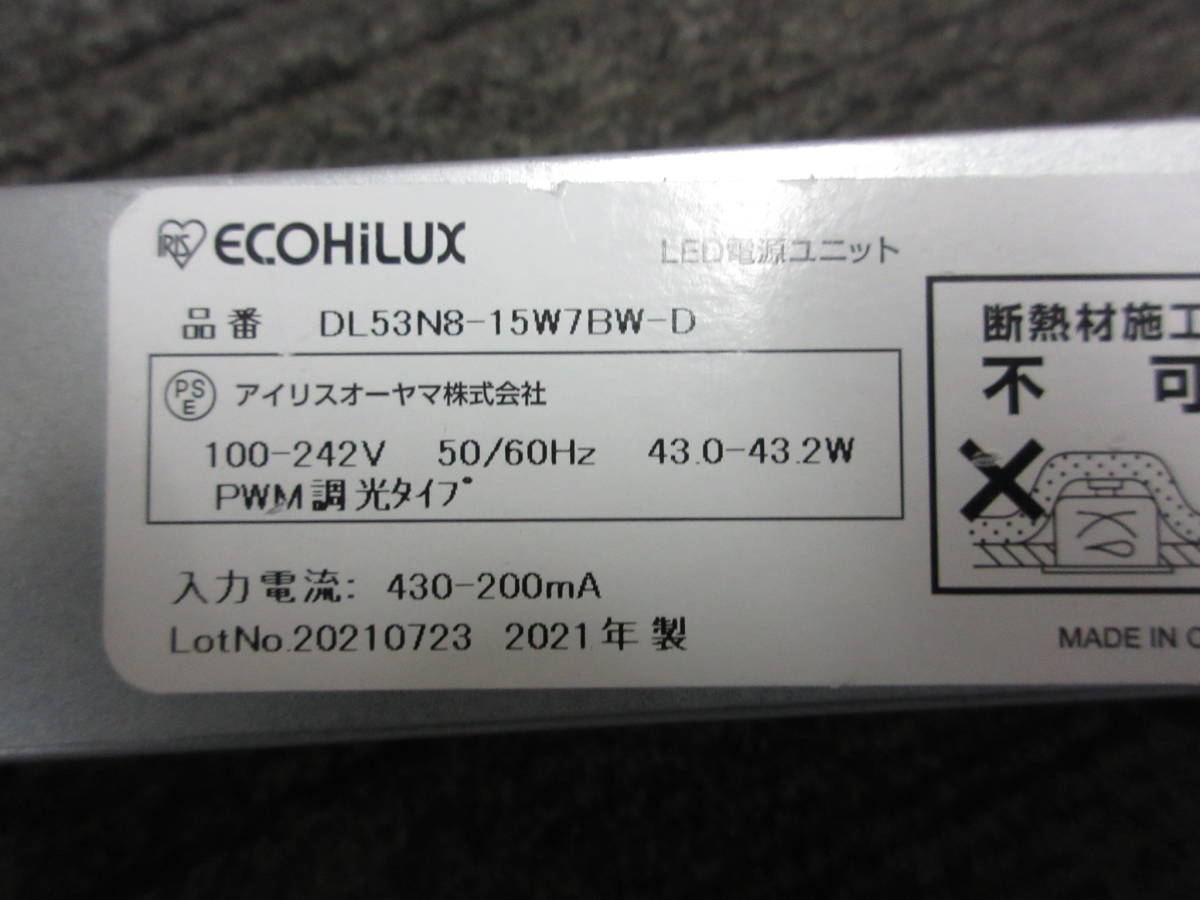 IRIS ECOHiLUX LED電源ユニット
品番 DL53N8-15W7BW-D
PSE アイリスオーヤマ株式会社
100-242V 50/60Hz 43.0-43.2W
PWM調光タイプ
入力電流: 430-200mA
LotNo.20210723 2021年製
断熱材施工
不可
MADE IN